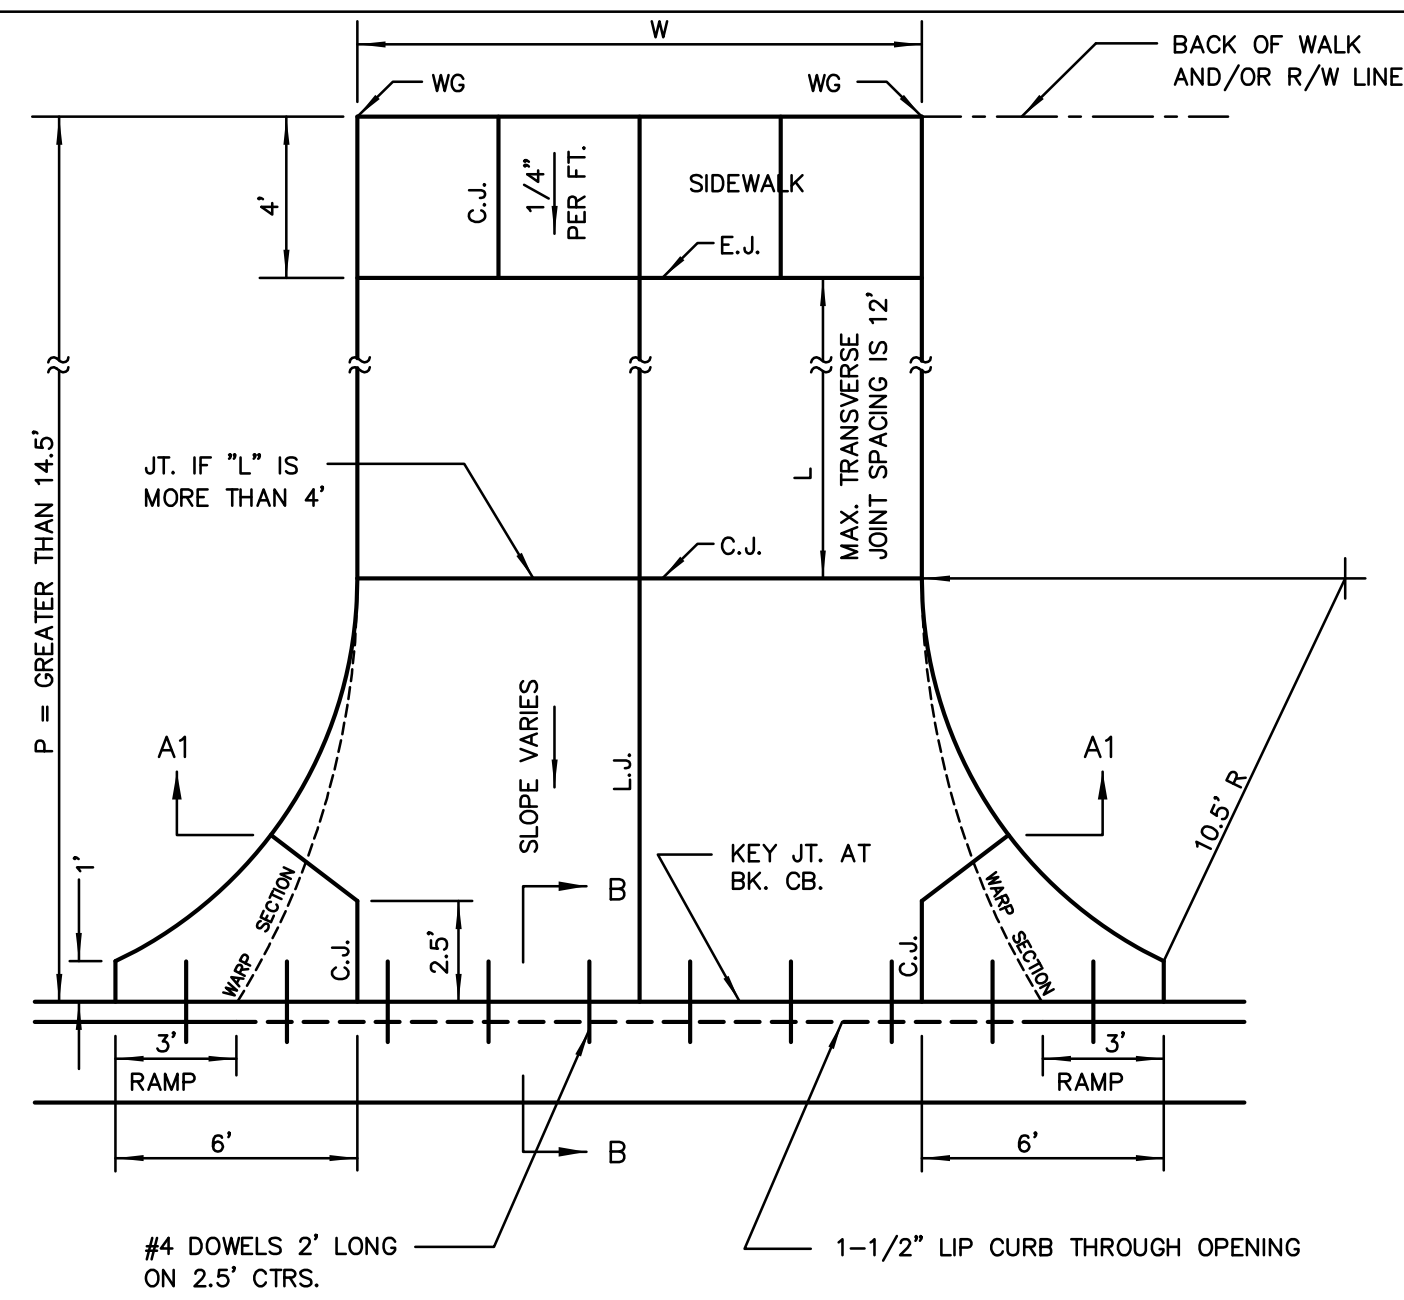 W
BACK OF WALK
AND/OR R/W LINE
WG
WG
4'
C.J.
1/4"
PER FT.
SIDEWALK
E.J.
MAX. TRANSVERSE
JOINT SPACING IS 12'
L
P = GREATER THAN 14.5'
JT. IF "L" IS
MORE THAN 4'
C.J.
A1
A1
SLOPE VARIES
L.J.
10.5' R
KEY JT. AT
BK. CB.
1'
B
WARP SECTION
WARP SECTION
C.J.
2.5'
C.J.
3'
RAMP
3'
RAMP
6'
B
6'
#4 DOWELS 2' LONG
ON 2.5' CTRS.
1-1/2" LIP CURB THROUGH OPENING